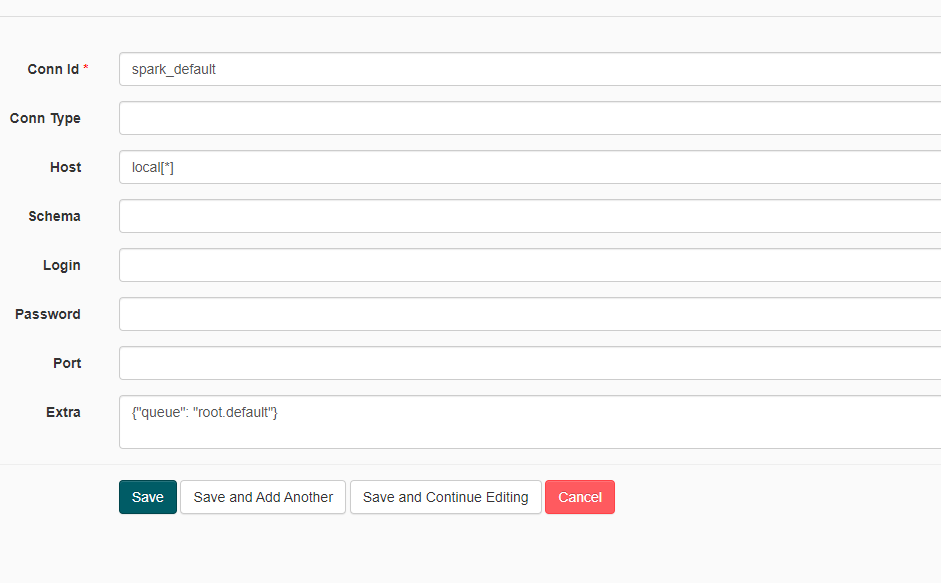 Conn Id * spark_default
Conn Type
Host local[*]
Schema
Login
Password
Port
Extra {"queue": "root.default"}
Save Save and Add Another Save and Continue Editing Cancel